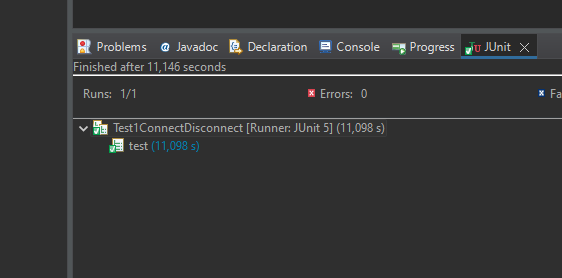 Problems @ Javadoc Declaration Console Progress JUnit
Finished after 11,146 seconds
Runs: 1/1 Errors: 0 Fa
Test1ConnectDisconnect [Runner: JUnit 5] (11,098 s)
test (11,098 s)